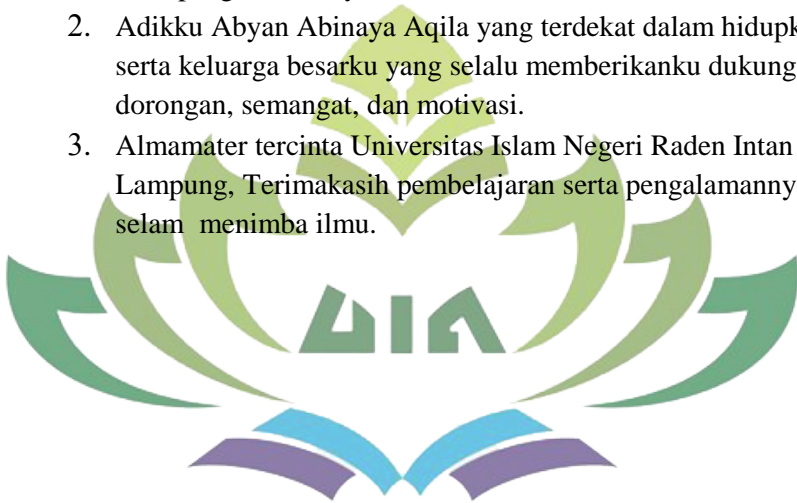 2. Adikku Abyan Abinaya Aqila yang terdekat dalam hidupk
serta keluarga besarku yang selalu memberikanku dukung
dorongan, semangat, dan motivasi.
3. Almamater tercinta Universitas Islam Negeri Raden Intan
Lampung, Terimakasih pembelajaran serta pengalamanny
selam menimba ilmu.
UIN